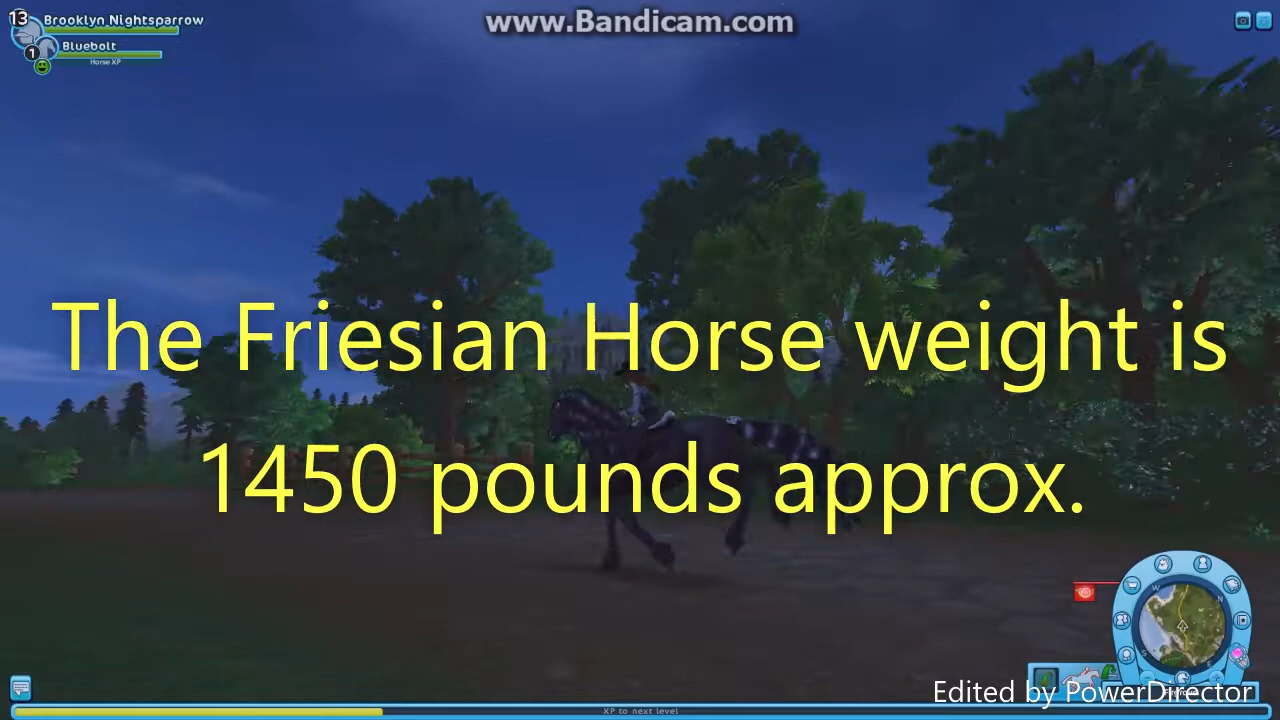 13 Brooklyn Nightsparrow
www.Bandicam.com
1 Bluebolt
Horse XP
The Friesian Horse weight is
1450 pounds approx.
W N
S E
Edited by PowerDirector
XP to next level